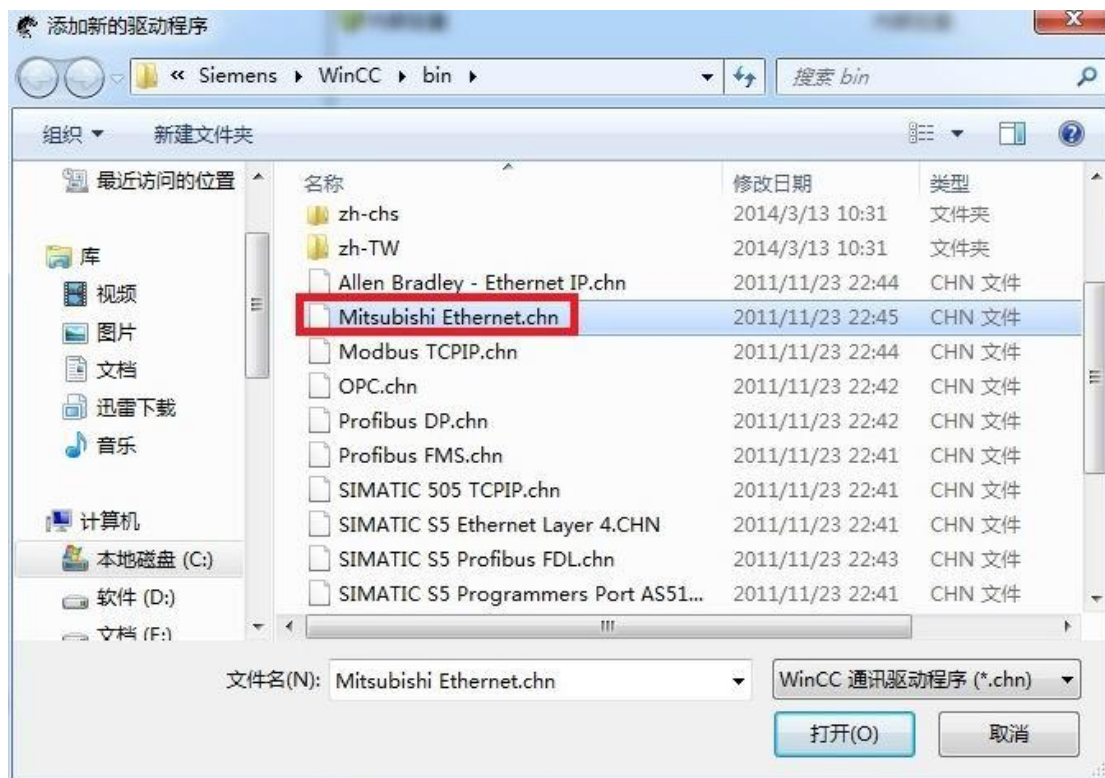 添加新的驱动程序
« Siemens ▸ WinCC ▸ bin ▸
搜索 bin
组织 新建文件夹
最近访问的位置
库
视频
图片
文档
迅雷下载
音乐
计算机
本地磁盘 (C:)
软件 (D:)
文档 (E:)
名称 修改日期 类型
zh-chs 2014/3/13 10:31 文件夹
zh-TW 2014/3/13 10:31 文件夹
Allen Bradley - Ethernet IP.chn 2011/11/23 22:44 CHN 文件
Mitsubishi Ethernet.chn 2011/11/23 22:45 CHN 文件
Modbus TCPIP.chn 2011/11/23 22:44 CHN 文件
OPC.chn 2011/11/23 22:42 CHN 文件
Profibus DP.chn 2011/11/23 22:42 CHN 文件
Profibus FMS.chn 2011/11/23 22:41 CHN 文件
SIMATIC 505 TCPIP.chn 2011/11/23 22:41 CHN 文件
SIMATIC S5 Ethernet Layer 4.CHN 2011/11/23 22:41 CHN 文件
SIMATIC S5 Profibus FDL.chn 2011/11/23 22:43 CHN 文件
SIMATIC S5 Programmers Port AS51... 2011/11/23 22:41 CHN 文件
文件名(N): Mitsubishi Ethernet.chn WinCC 通讯驱动程序 (*.chn)
打开(O) 取消